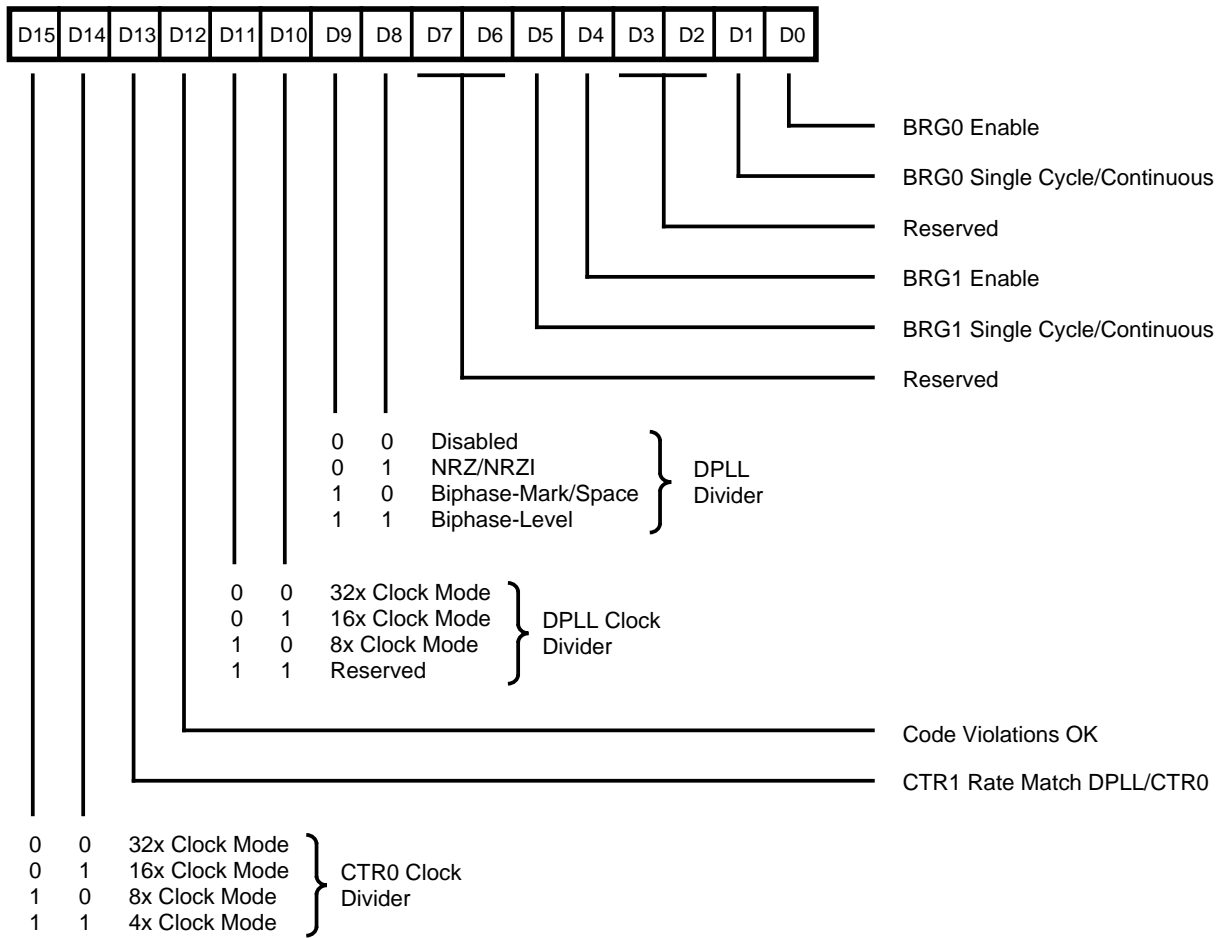 D15 D14 D13 D12 D11 D10 D9 D8 D7 D6 D5 D4 D3 D2 D1 D0
BRG0 Enable
BRG0 Single Cycle/Continuous
Reserved
BRG1 Enable
BRG1 Single Cycle/Continuous
Reserved
0 0 Disabled
0 1 NRZ/NRZI
1 0 Biphase-Mark/Space
1 1 Biphase-Level
DPLL
Divider
0 0 32x Clock Mode
0 1 16x Clock Mode
1 0 8x Clock Mode
1 1 Reserved
DPLL Clock
Divider
Code Violations OK
CTR1 Rate Match DPLL/CTR0
0 0 32x Clock Mode
0 1 16x Clock Mode
1 0 8x Clock Mode
1 1 4x Clock Mode
CTR0 Clock
Divider